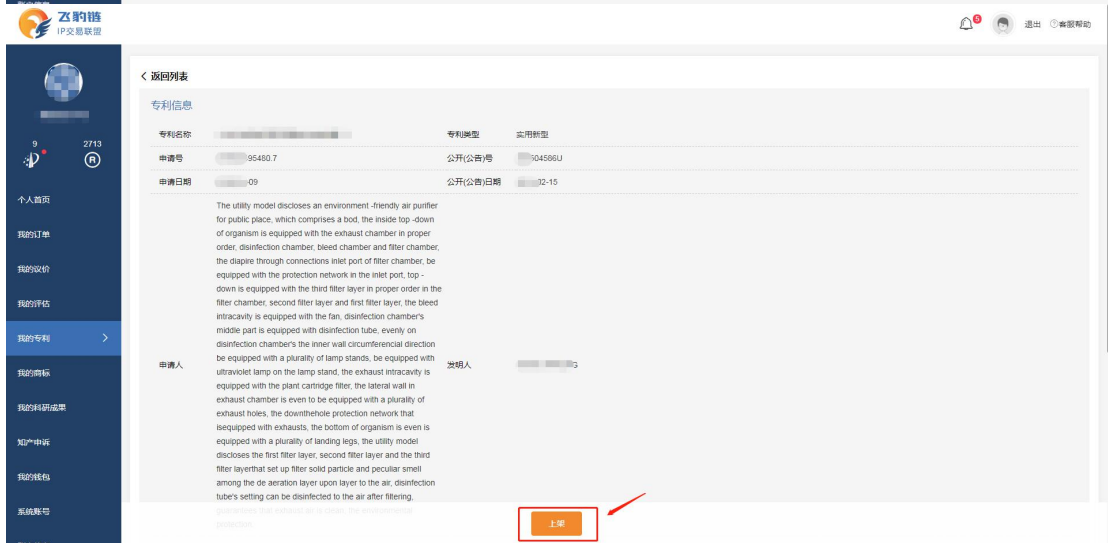 飞豹链
IP交易联盟
5
退出
客服帮助
9
2713
R
个人首页
我的订单
我的议价
我的评估
我的专利
我的商标
我的科研成果
知产申诉
我的钱包
系统账号
返回列表
专利信息
专利名称
专利类型 实用新型
申请号 95480.7 公开(公告)号 504586U
申请日期 -09 公开(公告)日期 02-15
申请人
The utility model discloses an environment -friendly air purifier
for public place, which comprises a bod, the inside top -down
of organism is equipped with the exhaust chamber in proper
order, disinfection chamber, bleed chamber and filter chamber,
the diapire through connections inlet port of filter chamber, be
equipped with the protection network in the inlet port, top -
down is equipped with the third filter layer in proper order in the
filter chamber, second filter layer and first filter layer, the bleed
intracavity is equipped with the fan, disinfection chamber's
middle part is equipped with disinfection tube, evenly on
disinfection chamber's the inner wall circumferencial direction
be equipped with a plurality of lamp stands, be equipped with
ultraviolet lamp on the lamp stand, the exhaust intracavity is
equipped with the plant cartridge filter, the lateral wall in
exhaust chamber is even to be equipped with a plurality of
exhaust holes, the downthehole protection network that
isequipped with exhausts, the bottom of organism is even is
equipped with a plurality of landing legs, the utility model
discloses the first filter layer, second filter layer and the third
filter layerthat set up filter solid particle and peculiar smell
among the de aeration layer upon layer to the air, disinfection
tube's setting can be disinfected to the air after filtering,
发明人 G
上架